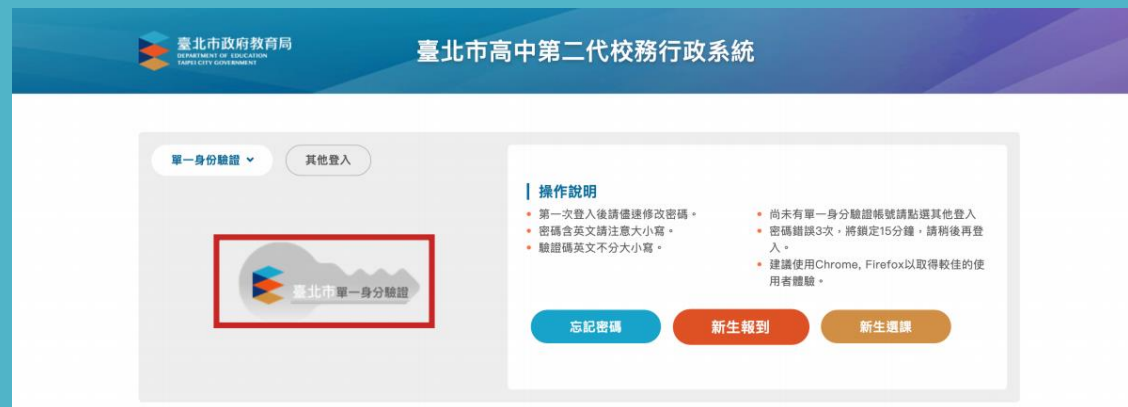 臺北市政府教育局
DEPARTMENT OF EDUCATION
TAIPEI CITY GOVERNMENT
臺北市高中第二代校務行政系統
單一身份驗證
其他登入
臺北市單一身分驗證
操作說明
第一次登入後請儘速修改密碼。
密碼含英文請注意大小寫。
驗證碼英文不分大小寫。
尚未有單一身分驗證帳號請點選其他登入
密碼錯誤3次,將鎖定15分鐘,請稍後再登
入。
建議使用Chrome, Firefox以取得較佳的使
用者體驗。
忘記密碼
新生報到
新生選課